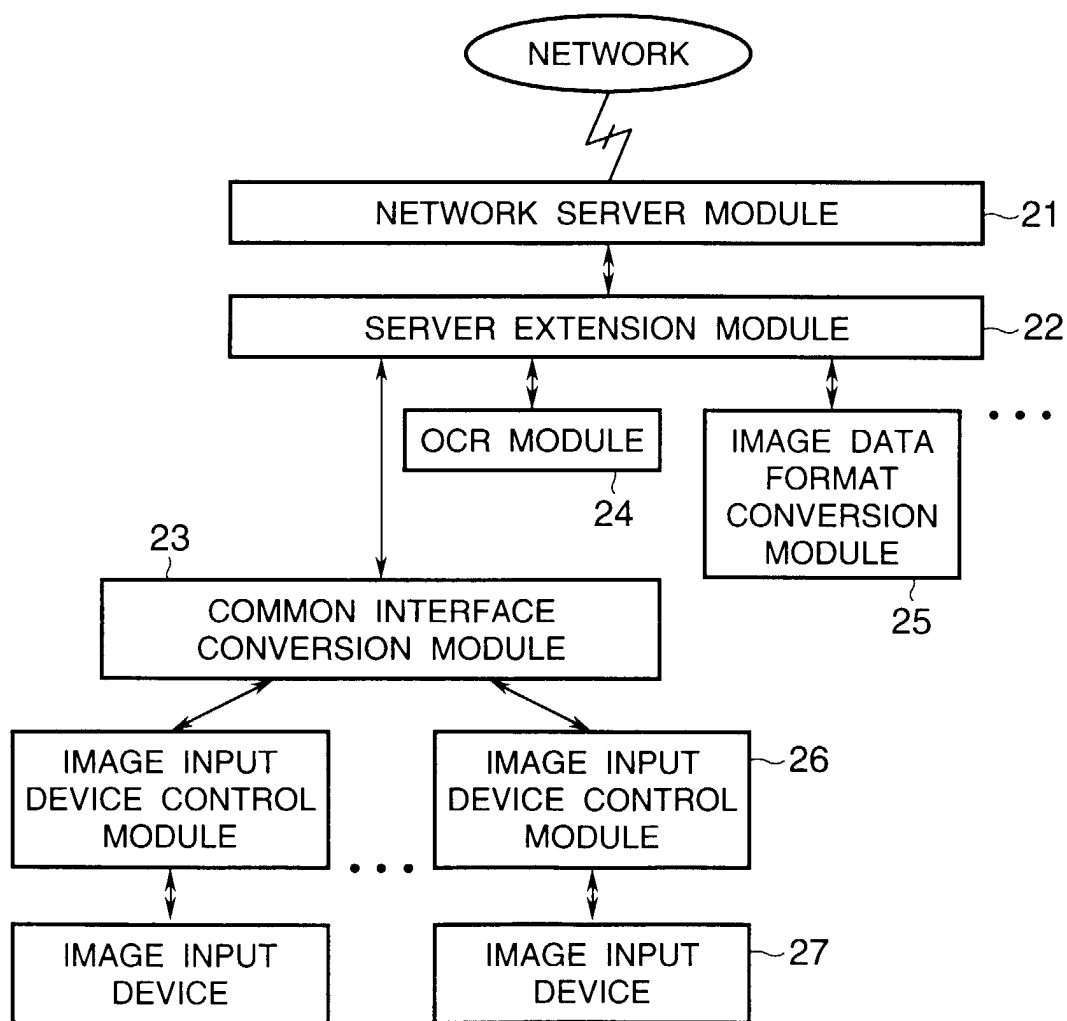 NETWORK
NETWORK SERVER MODULE
21
SERVER EXTENSION MODULE
22
OCR MODULE
24
IMAGE DATA
FORMAT
CONVERSION
MODULE
25
• • •
23
COMMON INTERFACE
CONVERSION MODULE
IMAGE INPUT
DEVICE CONTROL
MODULE
• • •
IMAGE INPUT
DEVICE CONTROL
MODULE
26
IMAGE INPUT
DEVICE
IMAGE INPUT
DEVICE
27